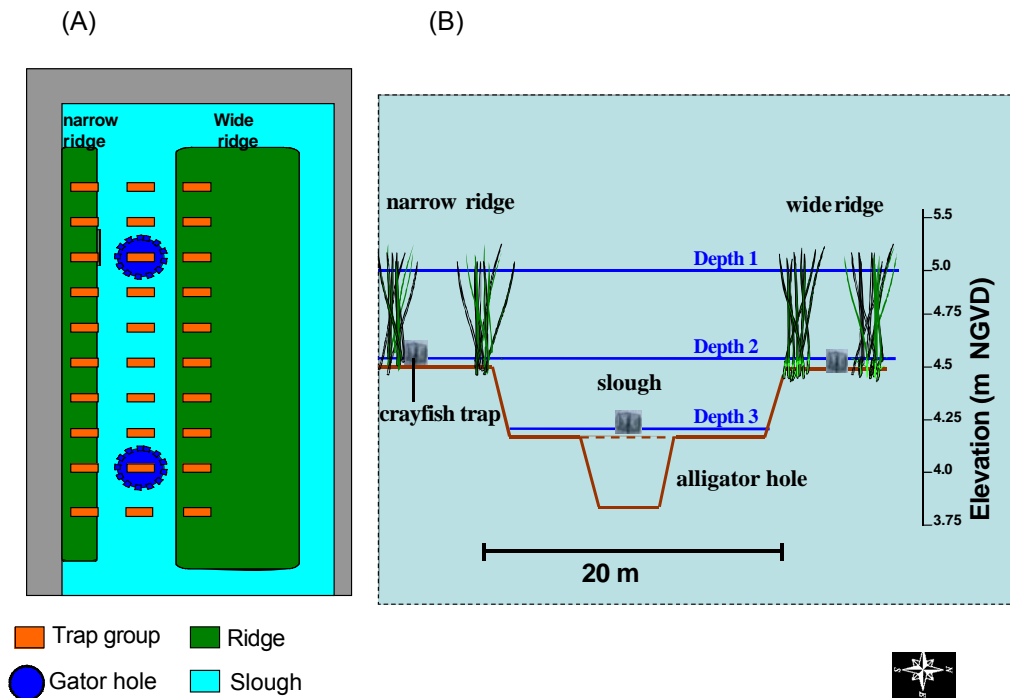 (A)
(B)
narrow
ridge
Wide
ridge
Trap group
Ridge
Gator hole
Slough
narrow ridge
wide ridge
Depth 1
Depth 2
slough
crayfish trap
Depth 3
alligator hole
20 m
5.5
5.0
4.75
4.5
4.25
4.0
3.75
Elevation (m NGVD)
S
N
E